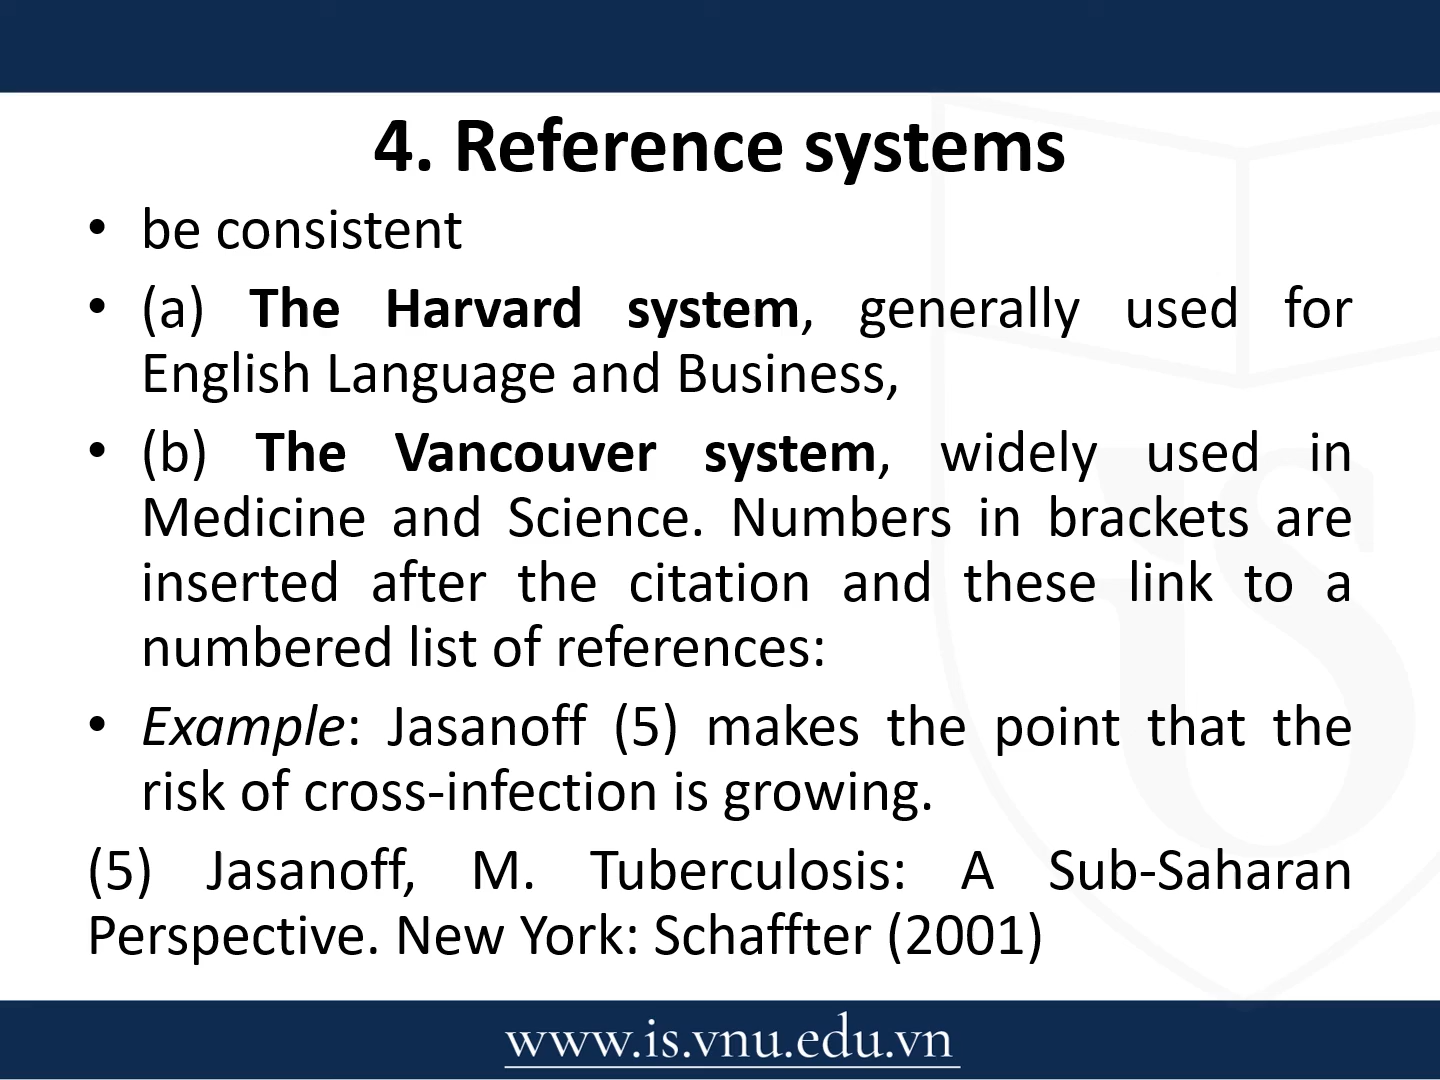 4. Reference systems
• be consistent
• (a) The Harvard system, generally used for
English Language and Business,
• (b) The Vancouver system, widely used in
Medicine and Science. Numbers in brackets are
inserted after the citation and these link to a
numbered list of references:
• Example: Jasanoff (5) makes the point that the
risk of cross-infection is growing.
(5) Jasanoff, M. Tuberculosis: A Sub-Saharan
Perspective. New York: Schaffter (2001)
www.is.vnu.edu.vn